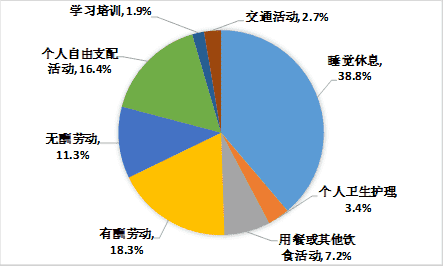 学习培训,1.9%
交通活动,2.7%
睡觉休息,
38.8%
个人自由支配
活动,16.4%
无酬劳动,
11.3%
个人卫生护理
3.4%
有酬劳动,
18.3%
用餐或其他饮
食活动,7.2%